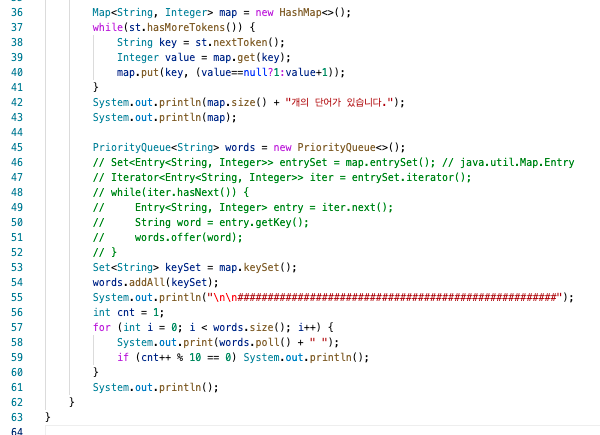 36 Map<String, Integer> map = new HashMap<>();
37 while(st.hasMoreTokens()) {
38 String key = st.nextToken();
39 Integer value = map.get(key);
40 map.put(key, (value==null?1:value+1));
41 }
42 System.out.println(map.size() + "개의 단어가 있습니다.");
43 System.out.println(map);
44
45 PriorityQueue<String> words = new PriorityQueue<>();
46 // Set<Entry<String, Integer>> entrySet = map.entrySet(); // java.util.Map.Entry
47 // Iterator<Entry<String, Integer>> iter = entrySet.iterator();
48 // while(iter.hasNext()) {
49 //     Entry<String, Integer> entry = iter.next();
50 //     String word = entry.getKey();
51 //     words.offer(word);
52 // }
53 Set<String> keySet = map.keySet();
54 words.addAll(keySet);
55 System.out.println("\n\n#####################################################");
56 int cnt = 1;
57 for (int i = 0; i < words.size(); i++) {
58 System.out.print(words.poll() + " ");
59 if (cnt++ % 10 == 0) System.out.println();
60 }
61 System.out.println();
62 }
63 }
64